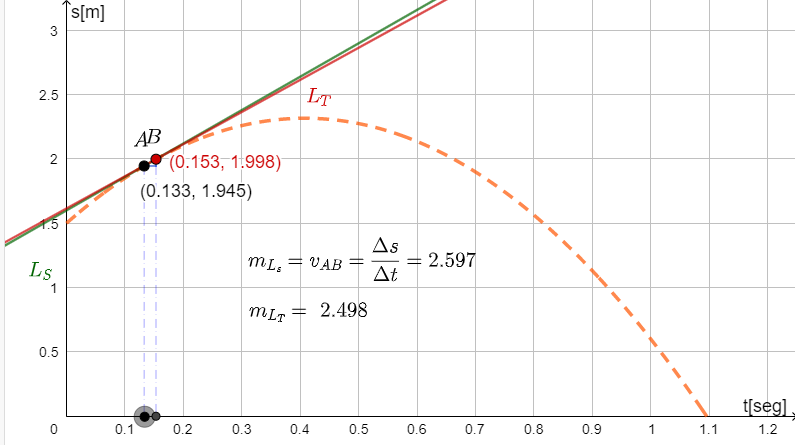 s[m]
3
2.5
L_T
A B
2
(0.153, 1.998)
(0.133, 1.945)
1.5
L_S
m_{L_s} = v_{AB} = Δs/Δt = 2.597
1
m_{L_T} = 2.498
0.5
t[seg]
0 0.1 0.2 0.3 0.4 0.5 0.6 0.7 0.8 0.9 1 1.1 1.2